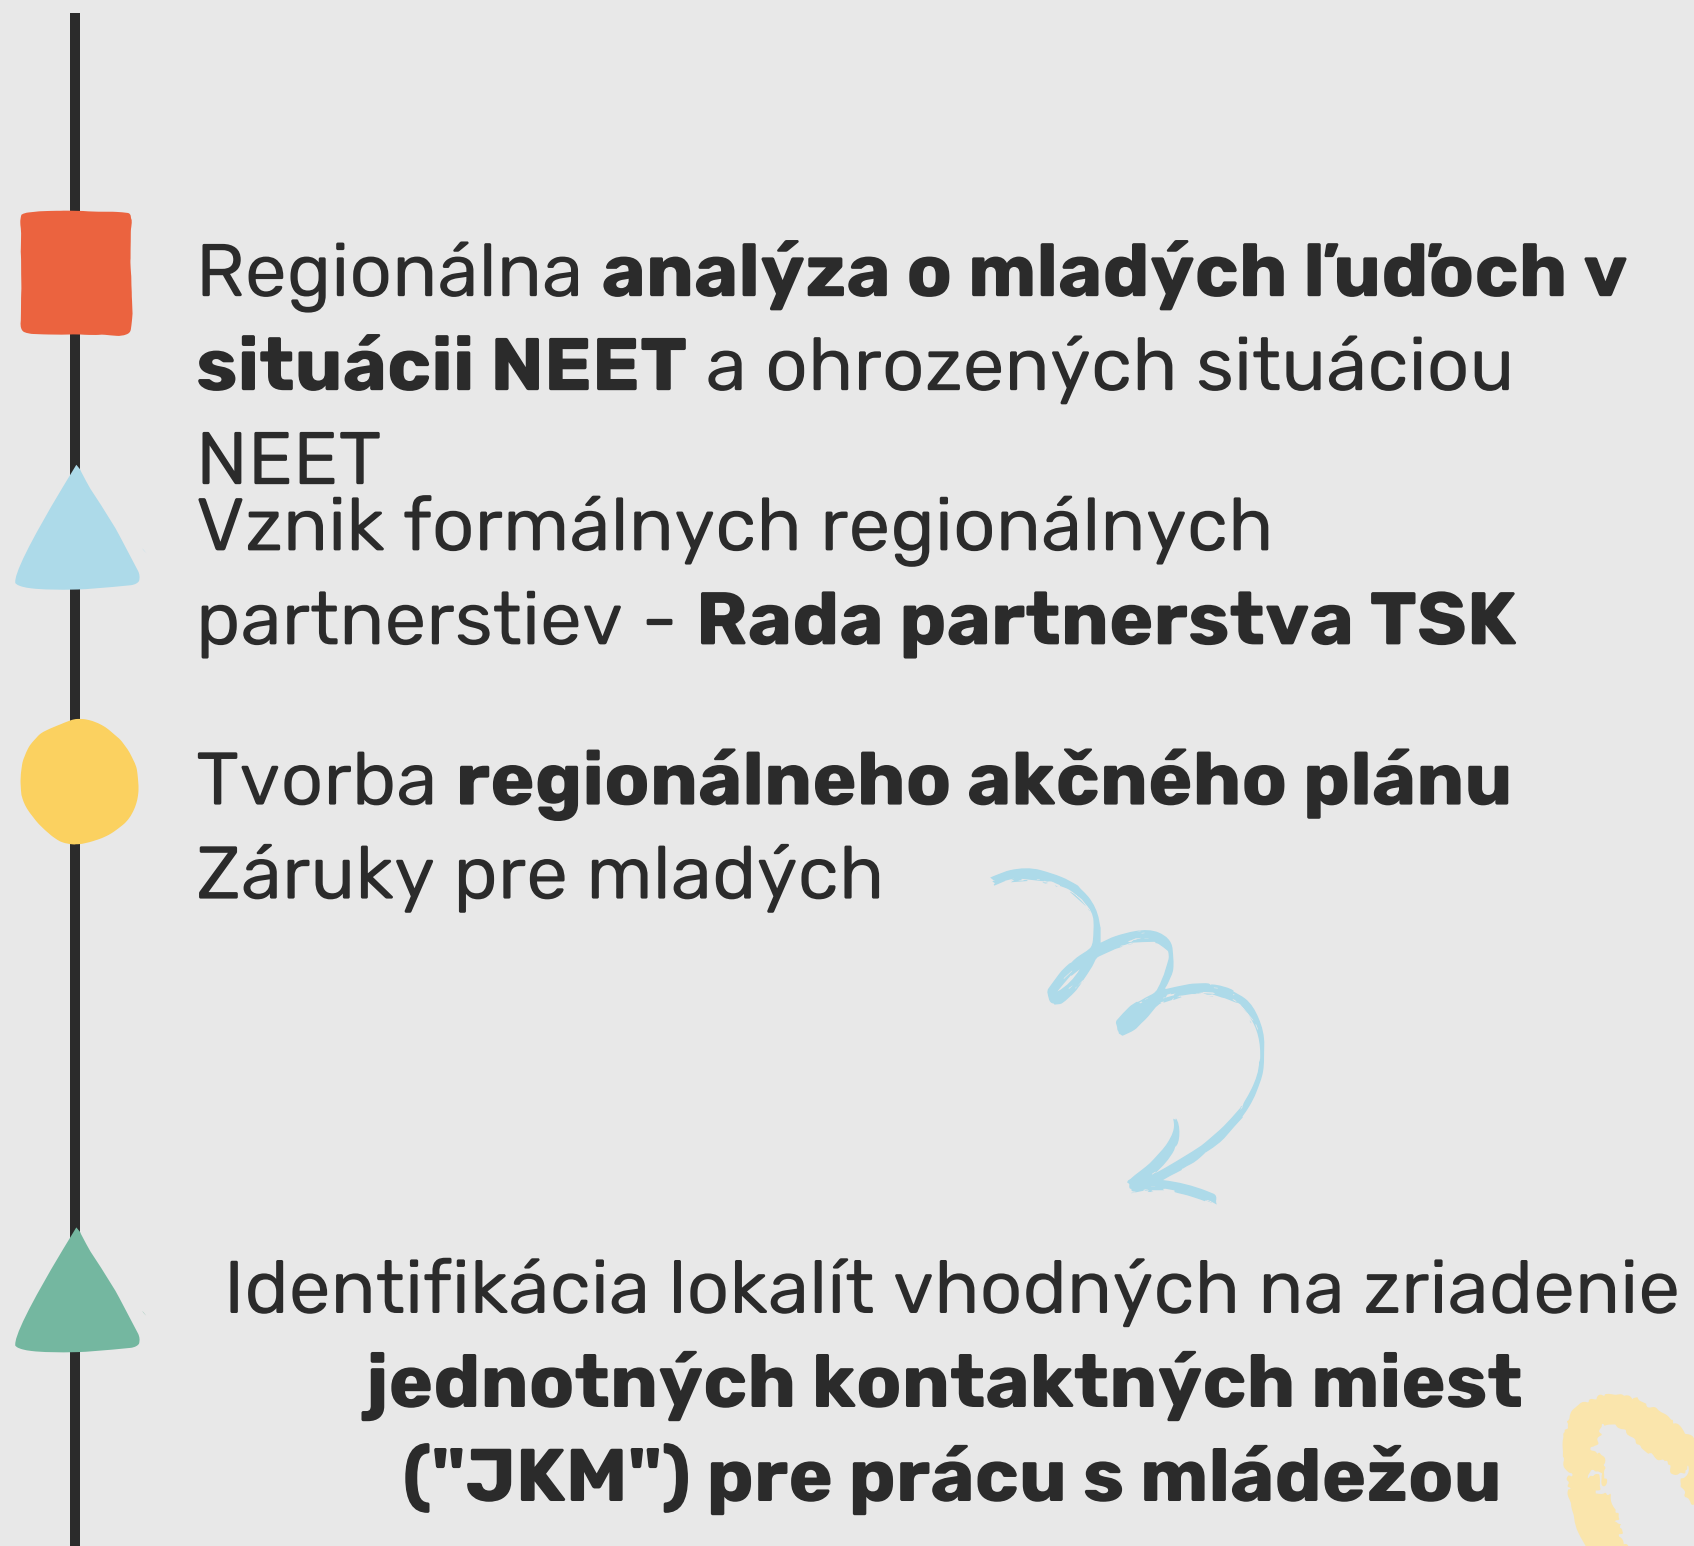 Regionálna analýza o mladých ľuďoch v
situácii NEET a ohrozených situáciou
NEET
Vznik formálnych regionálnych
partnerstiev - Rada partnerstva TSK
Tvorba regionálneho akčného plánu
Záruky pre mladých
Identifikácia lokalít vhodných na zriadenie
jednotných kontaktných miest
("JKM") pre prácu s mládežou